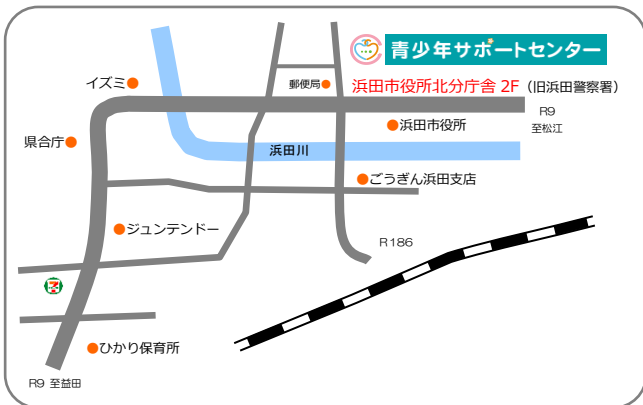 青少年サポートセンター
イズミ
郵便局
浜田市役所北分庁舎 2F (旧浜田警察署)
R9
至松江
浜田市役所
県合庁
浜田川
ごうぎん浜田支店
ジュンテンドー
R186
7
ひかり保育所
R9 至益田